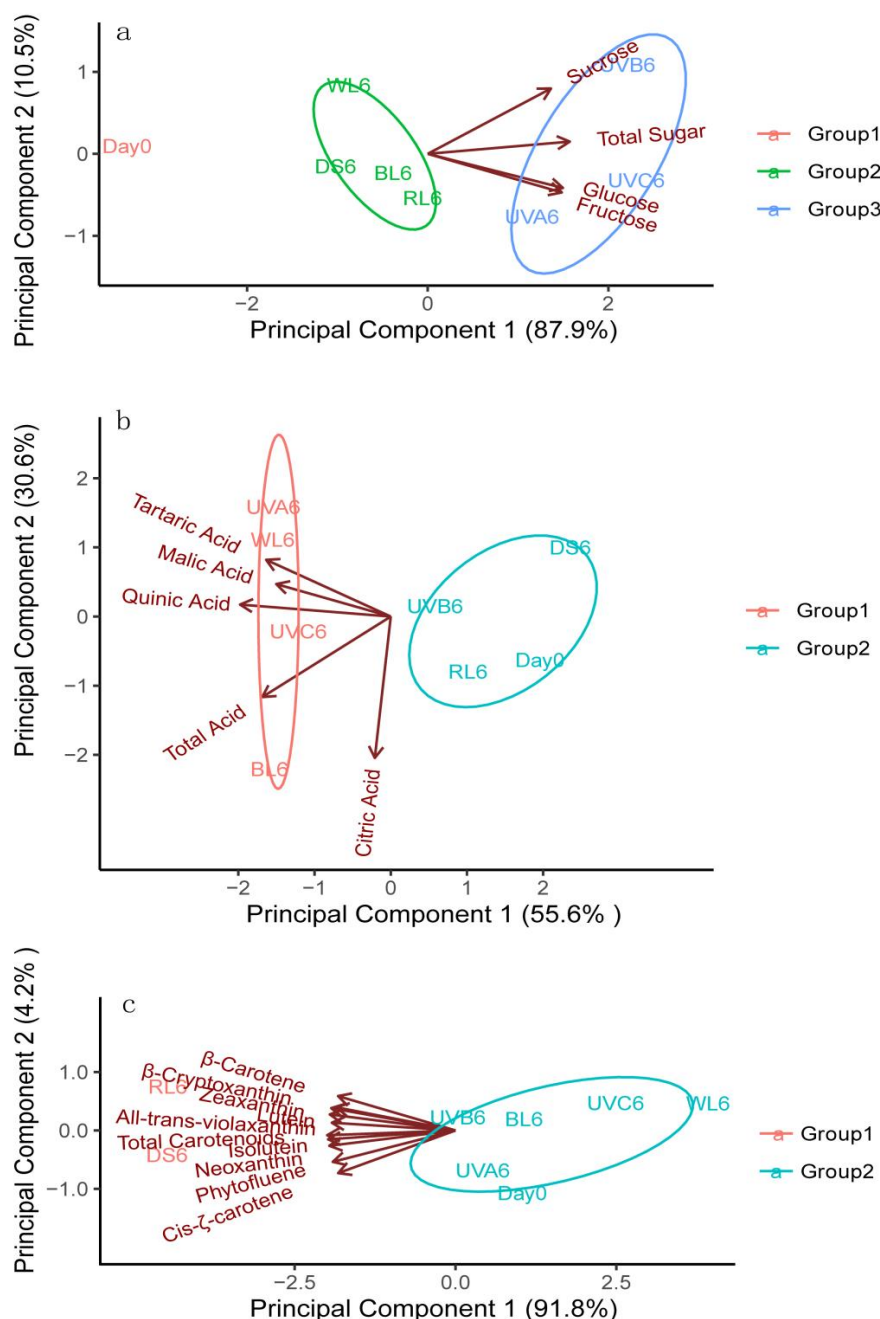 a
Principal Component 2 (10.5%)
1
0
−1
Day0
WL6
DS6
BL6
RL6
Sucrose
UVB6
Total Sugar
UVC6
Glucose
Fructose
UVA6
a Group1
a Group2
a Group3
−2 0 2
Principal Component 1 (87.9%)
b
Principal Component 2 (30.6%)
2
1
0
−1
−2
UVA6
Tartaric Acid
WL6
Malic Acid
Quinic Acid
UVC6
Total Acid
BL6
Citric Acid
DS6
UVB6
Day0
RL6
a Group1
a Group2
−2 −1 0 1 2
Principal Component 1 (55.6% )
c
Principal Component 2 (4.2% )
1.0
0.0
−1.0
β-Carotene
β-Cryptoxanthin
RL6
Zeaxanthin
Lutein
All-trans-violaxanthin
Total Carotenoids
Isolutein
DS6
Neoxanthin
Phytofluene
Cis-ζ-carotene
UVB6
BL6
UVC6
WL6
UVA6
Day0
a Group1
a Group2
−2.5 0.0 2.5
Principal Component 1 (91.8%)